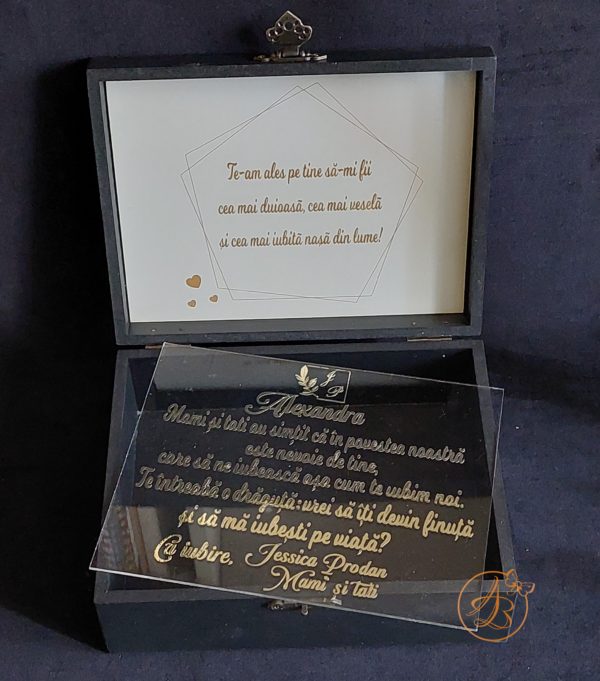 Te-am ales pe tine să-mi fii
cea mai duioasă, cea mai veselă
si cea mai iubită nașă din lume!
J
P
Alexandra
Mami și tati au simțit că în povestea noastră
este nevoie de tine,
care să ne iubească așa cum te iubim noi.
Te întreabă o drăguță: vrei să îți devin finuță
și să mă iubești pe viață?
Cu iubire, Jessica Prodan
Mami și tati
AB